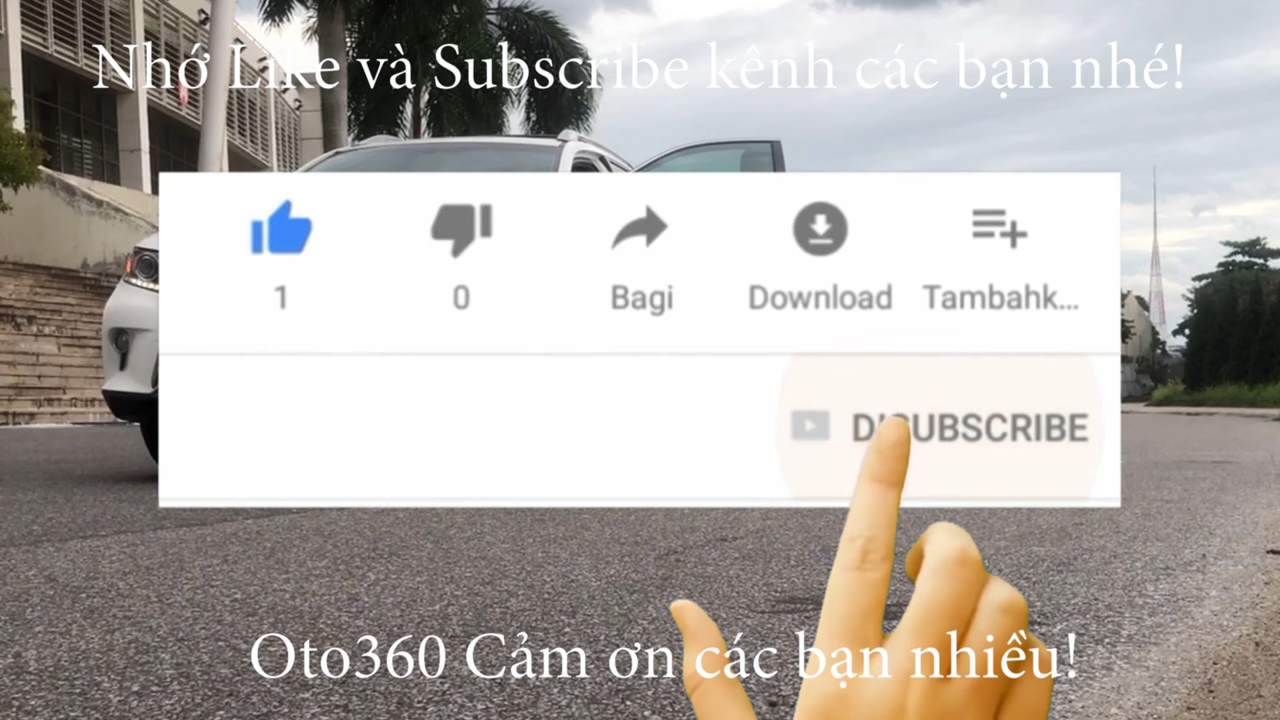 Nhớ Like và Subscribe kênh các bạn nhé!
1 0 Bagi Download Tambahk...
DISUBSCRIBE
Oto360 Cảm ơn các bạn nhiều!